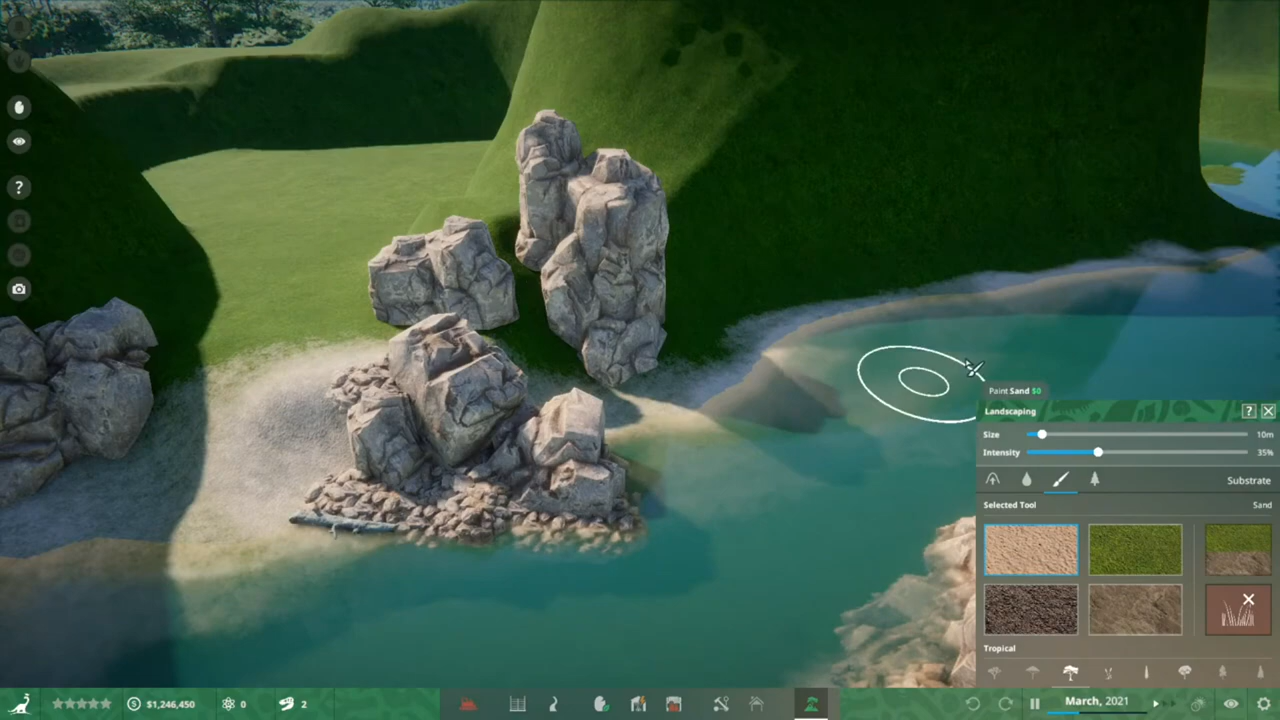 ?
Paint Sand $0
Landscaping
?
Size
10m
Intensity
35%
Substrate
Selected Tool
Sand
Tropical
$1,246,450
0
2
March, 2021